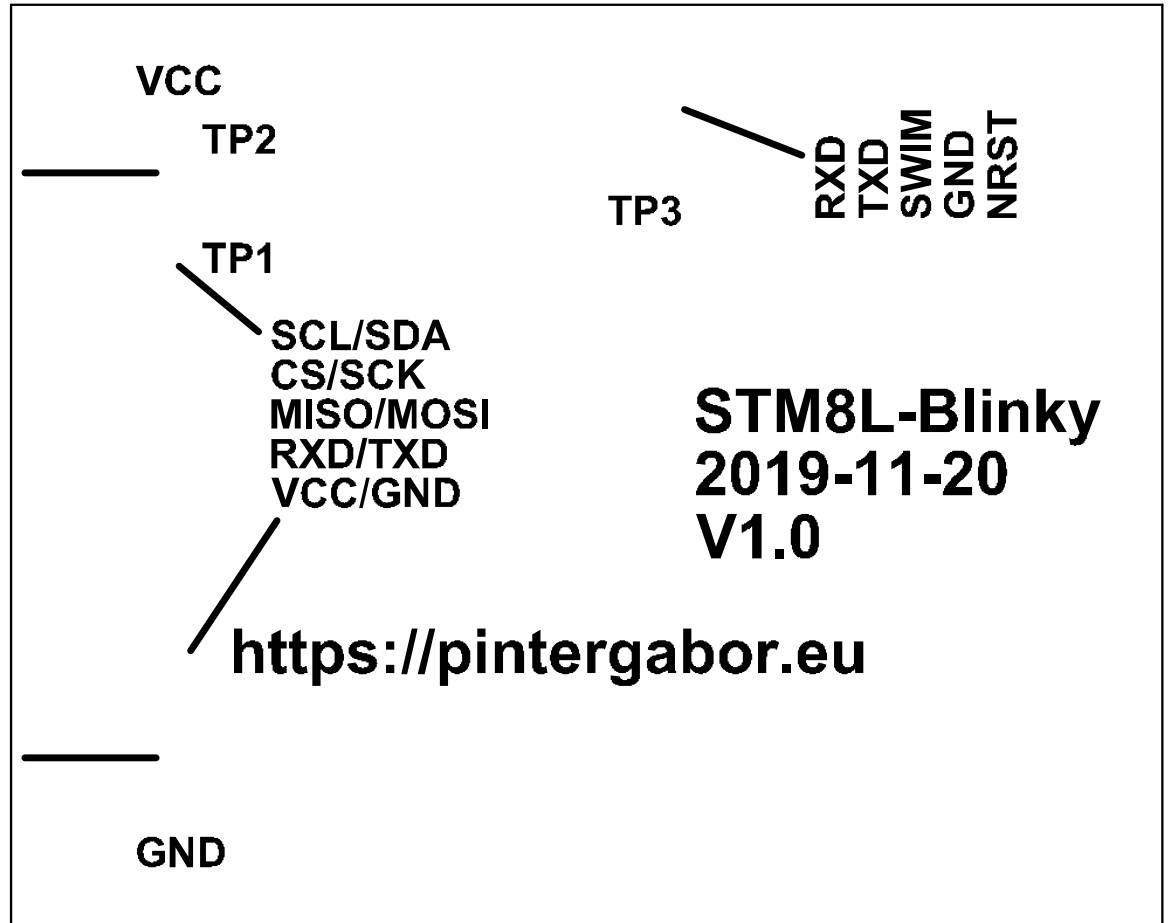 VCC
TP2
RXD
TXD
SWIM
GND
NRST
TP3
TP1
SCL/SDA
CS/SCK
MISO/MOSI
RXD/TXD
VCC/GND
STM8L-Blinky
2019-11-20
V1.0
https://pintergabor.eu
GND